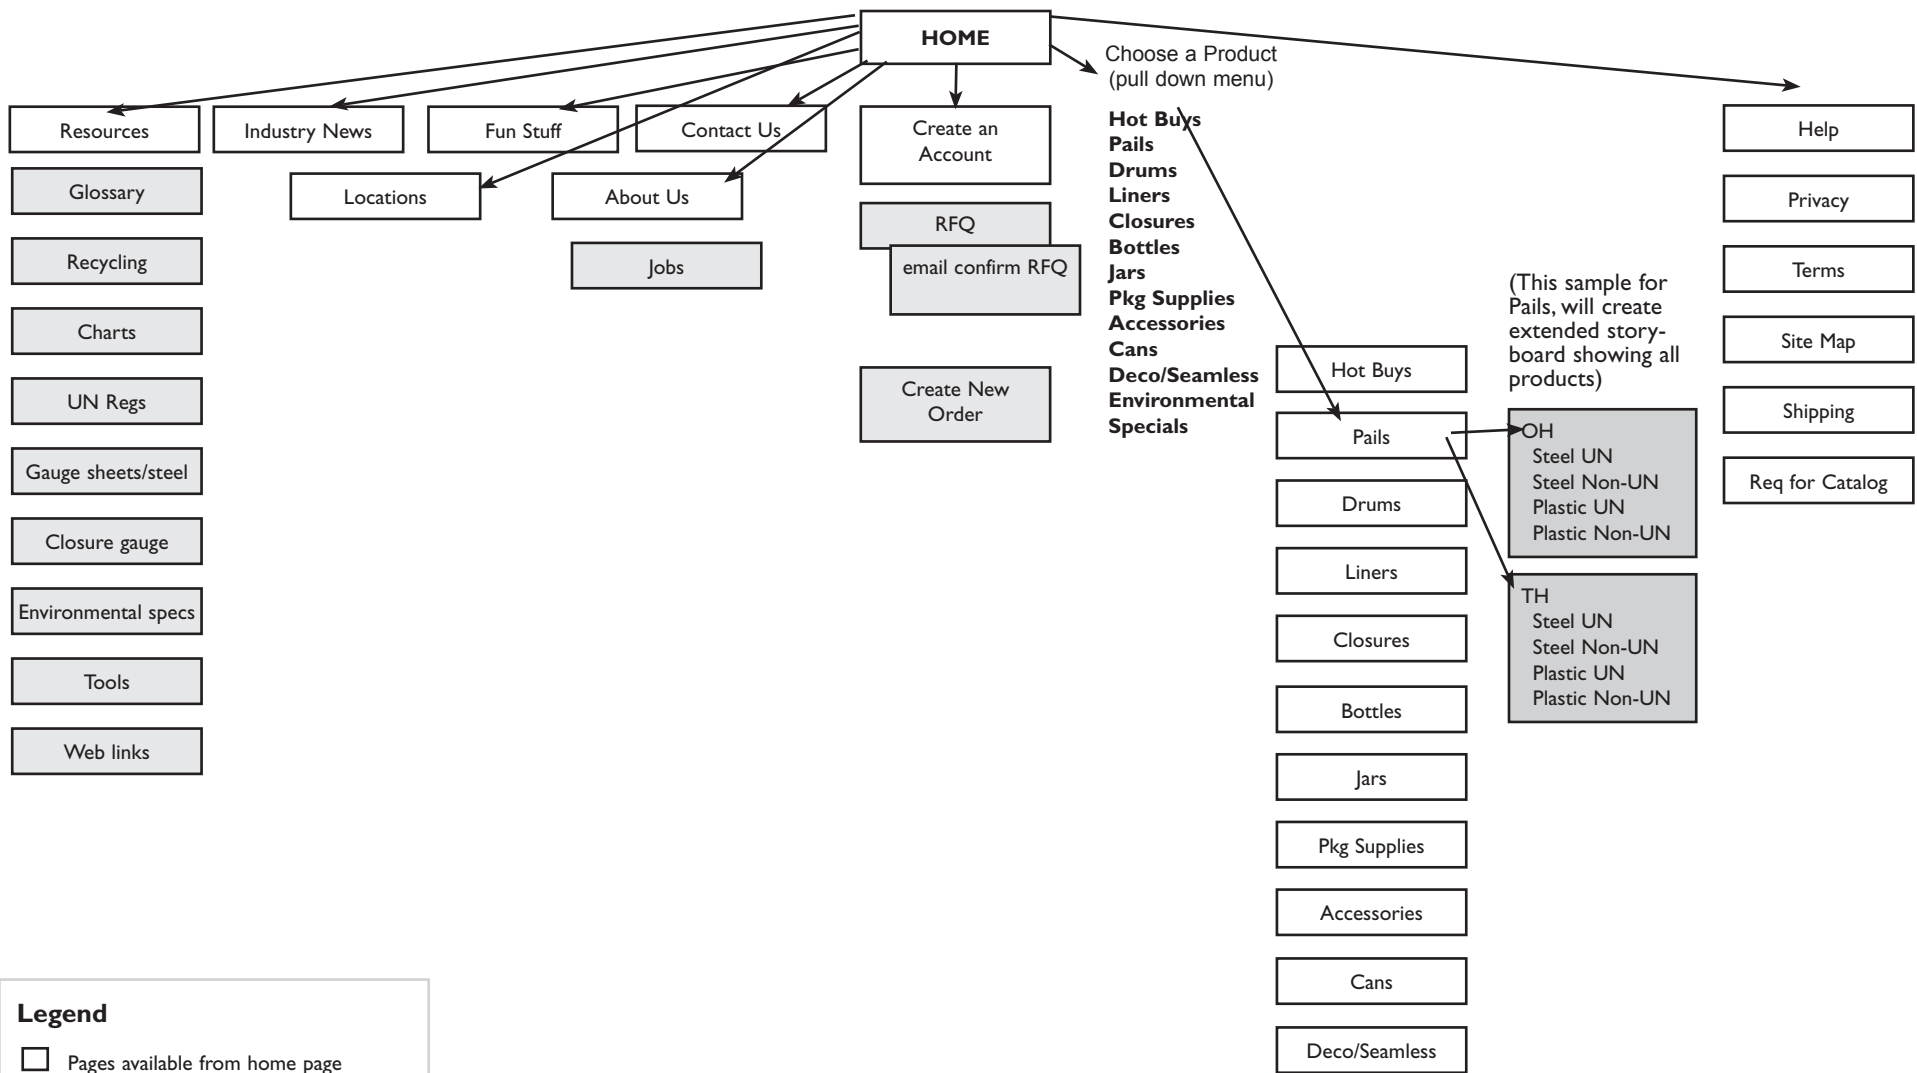 HOME
Choose a Product
(pull down menu)
Resources
Industry News
Fun Stuff
Contact Us
Create an
Account
Locations
About Us
Jobs
Glossary
Recycling
Charts
UN Regs
Gauge sheets/steel
Closure gauge
Environmental specs
Tools
Web links
RFQ
email confirm RFQ
Create New
Order
Hot Buys
Pails
Drums
Liners
Closures
Bottles
Jars
Pkg Supplies
Accessories
Cans
Deco/Seamless
Environmental
Specials
Hot Buys
Pails
Drums
Liners
Closures
Bottles
Jars
Pkg Supplies
Accessories
Cans
Deco/Seamless
(This sample for
Pails, will create
extended story-
board showing all
products)
OH
Steel UN
Steel Non-UN
Plastic UN
Plastic Non-UN
TH
Steel UN
Steel Non-UN
Plastic UN
Plastic Non-UN
Help
Privacy
Terms
Site Map
Shipping
Req for Catalog
Legend
Pages available from home page